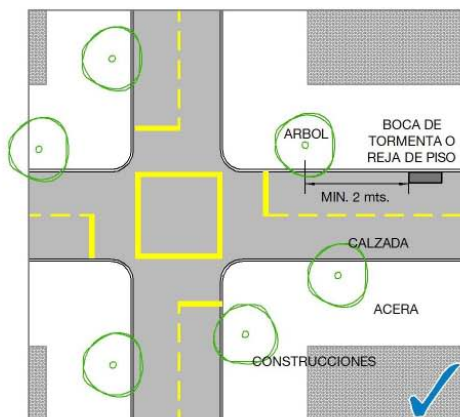 ARBOL
BOCA DE
TORMENTA O
REJA DE PISO
MIN. 2 mts.
CALZADA
ACERA
CONSTRUCCIONES